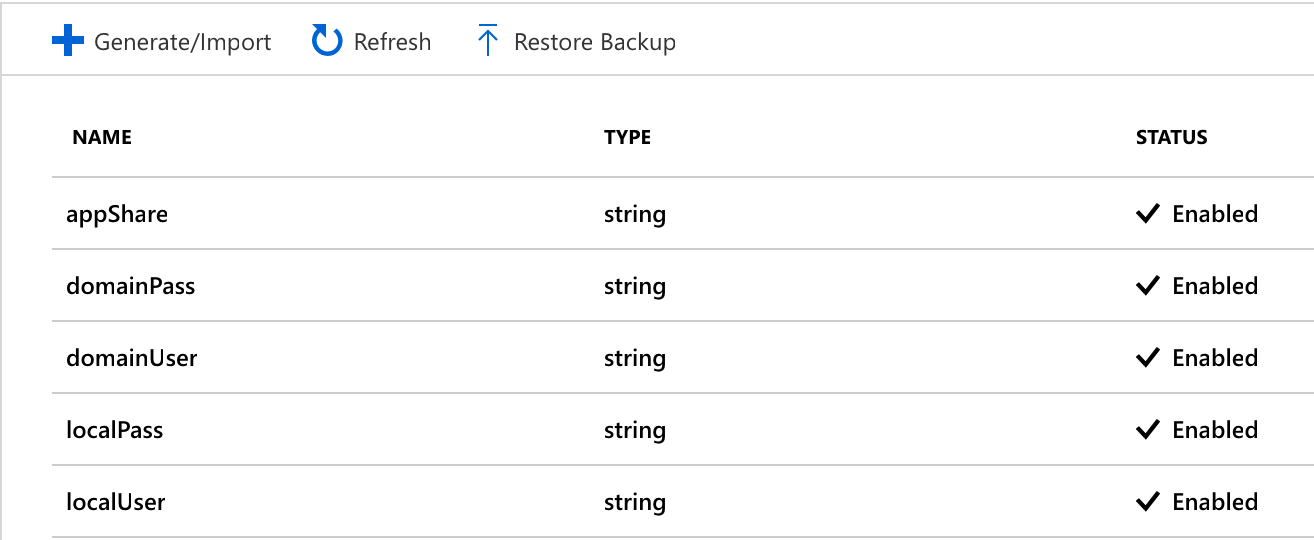 Generate/Import Refresh Restore Backup
NAME TYPE STATUS
appShare string Enabled
domainPass string Enabled
domainUser string Enabled
localPass string Enabled
localUser string Enabled